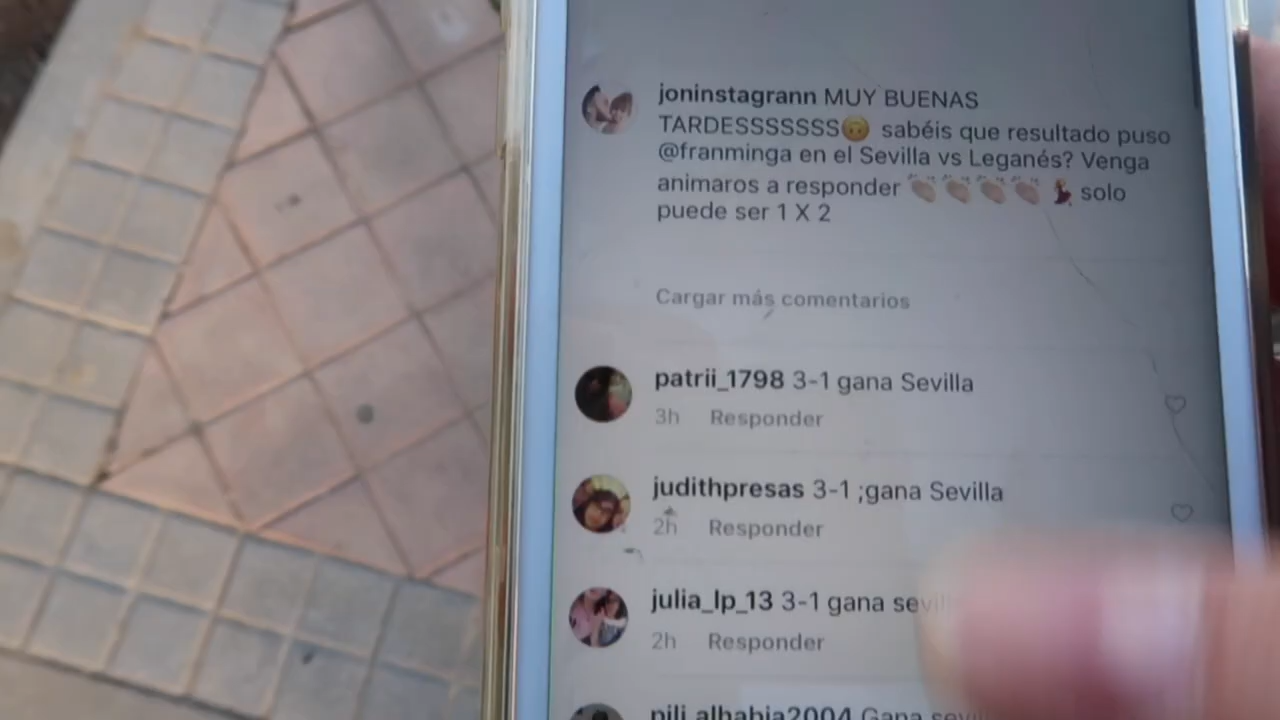 joninstagrann MUY BUENAS
TARDESSSSSSS🙃 sabéis que resultado puso
@franminga en el Sevilla vs Leganés? Venga
animaros a responder 👏🏼👏🏼👏🏼👏🏼💃🏼 solo
puede ser 1 X 2
Cargar más comentarios
patrii_1798 3-1 gana Sevilla
3h Responder
judithpresas 3-1 ;gana Sevilla
2h Responder
julia_lp_13 3-1 gana sevil
2h Responder
pili_albahia2004 Gana